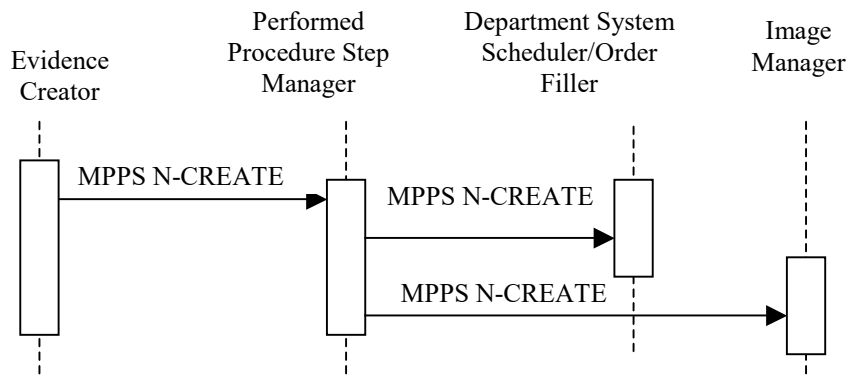 Evidence
Creator
Performed
Procedure Step
Manager
Department System
Scheduler/Order
Filler
Image
Manager
MPPS N-CREATE
MPPS N-CREATE
MPPS N-CREATE